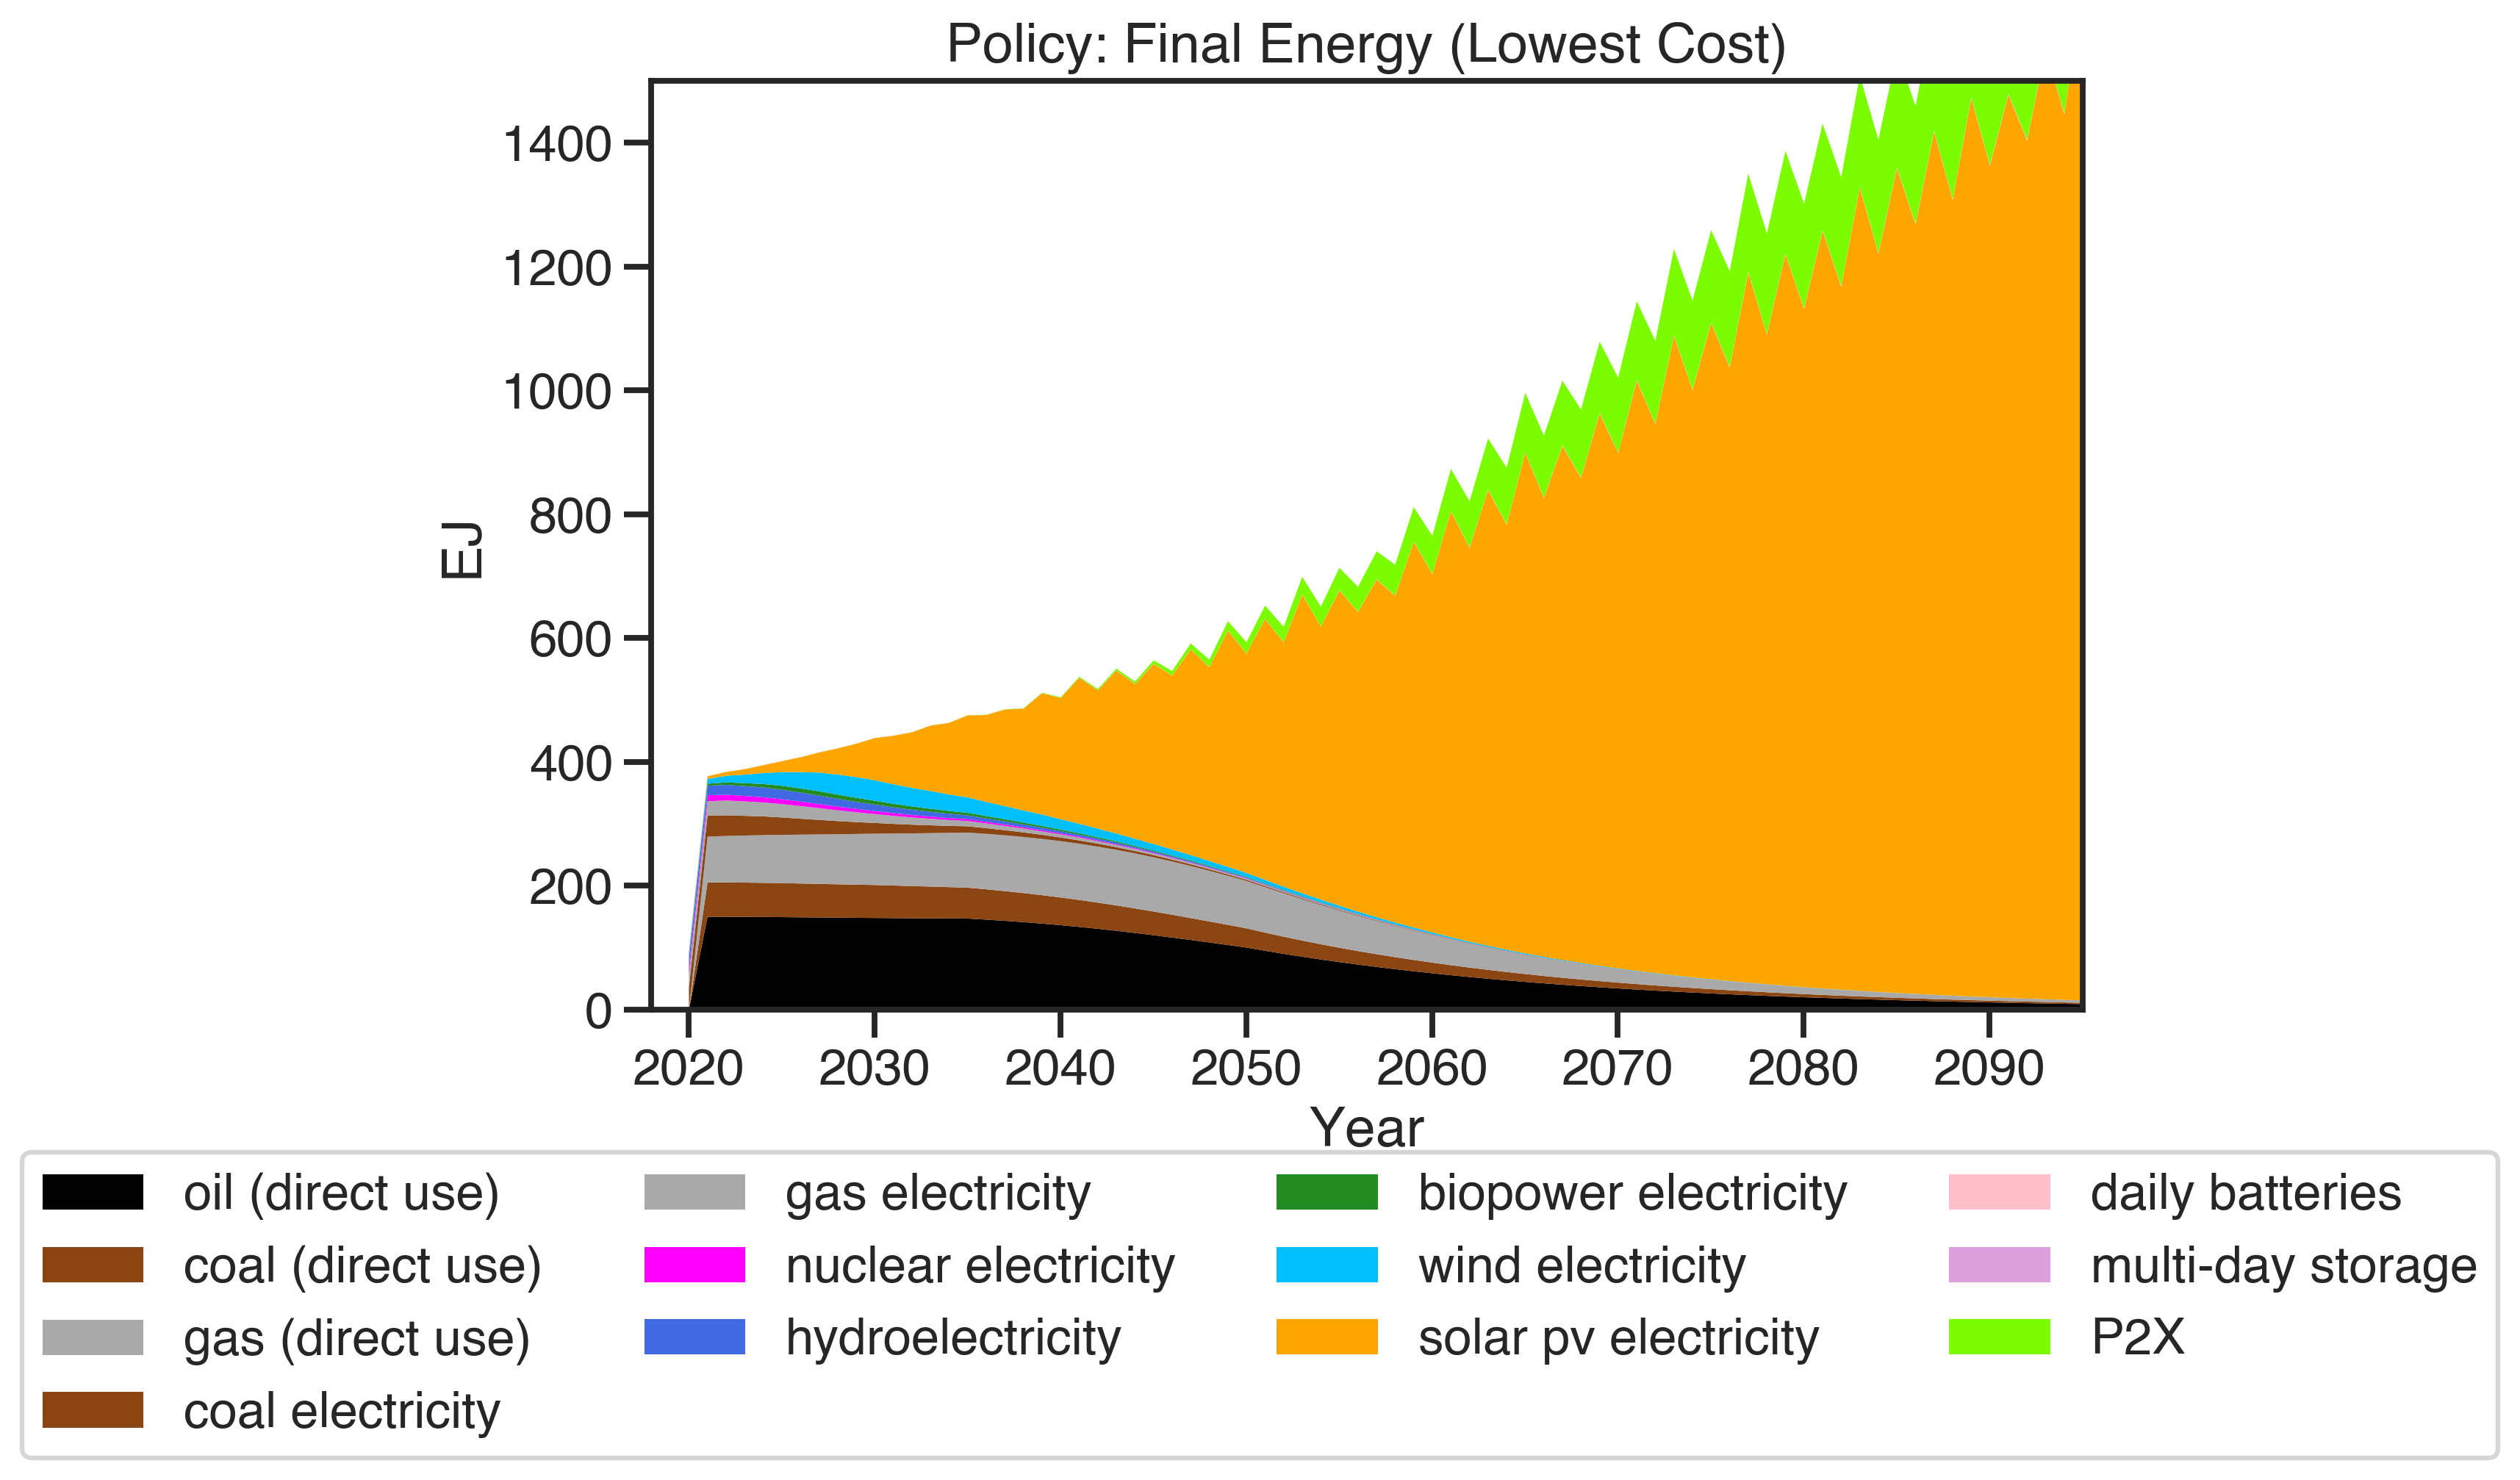 Policy: Final Energy (Lowest Cost)
1400
1200
1000
800
600
400
200
0
EJ
2020 2030 2040 2050 2060 2070 2080 2090
Year
oil (direct use) gas electricity biopower electricity daily batteries
coal (direct use) nuclear electricity wind electricity multi-day storage
gas (direct use) hydroelectricity solar pv electricity P2X
coal electricity